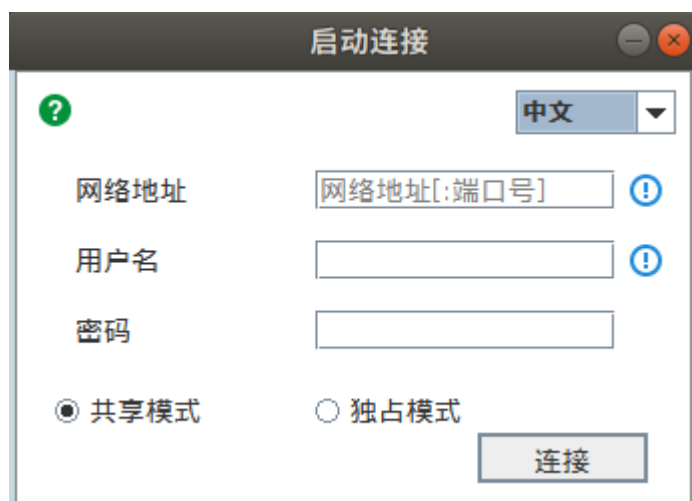 启动连接
中文
网络地址 网络地址[:端口号]
用户名
密码
共享模式 独占模式
连接